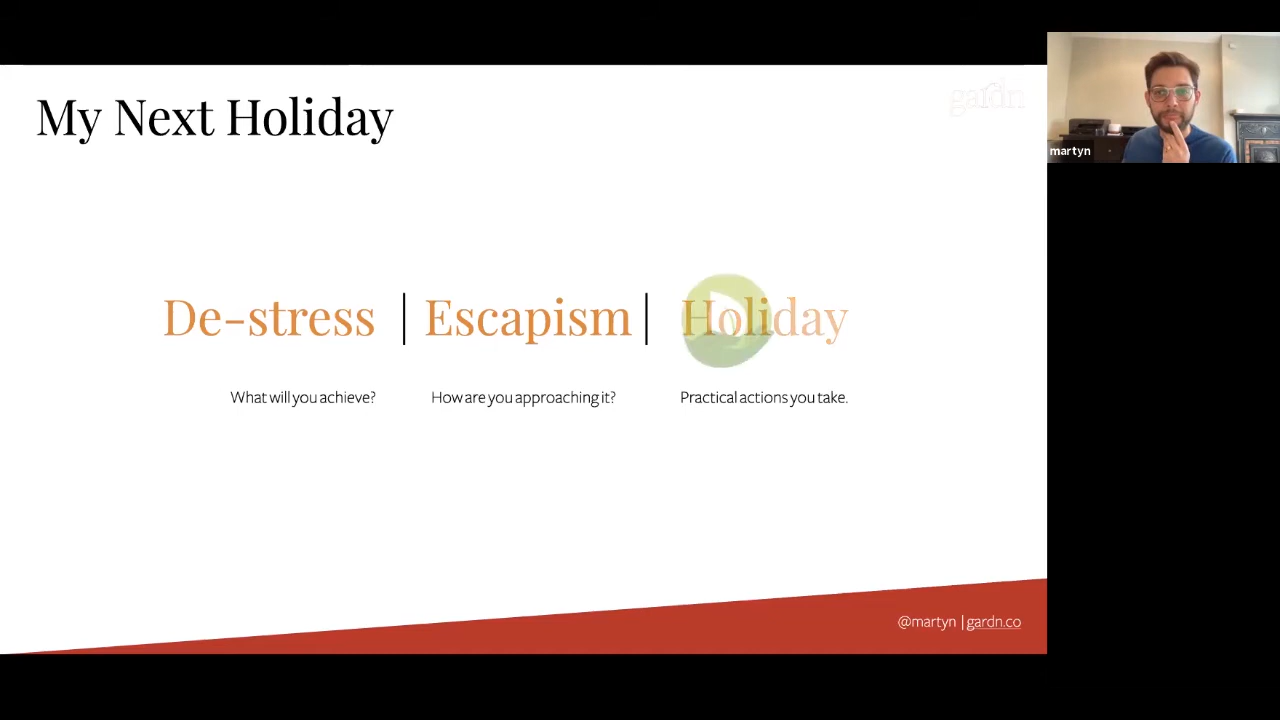 My Next Holiday
gardn
martyn
De-stress | Escapism | Holiday
What will you achieve? How are you approaching it? Practical actions you take.
@martyn | gardn.co